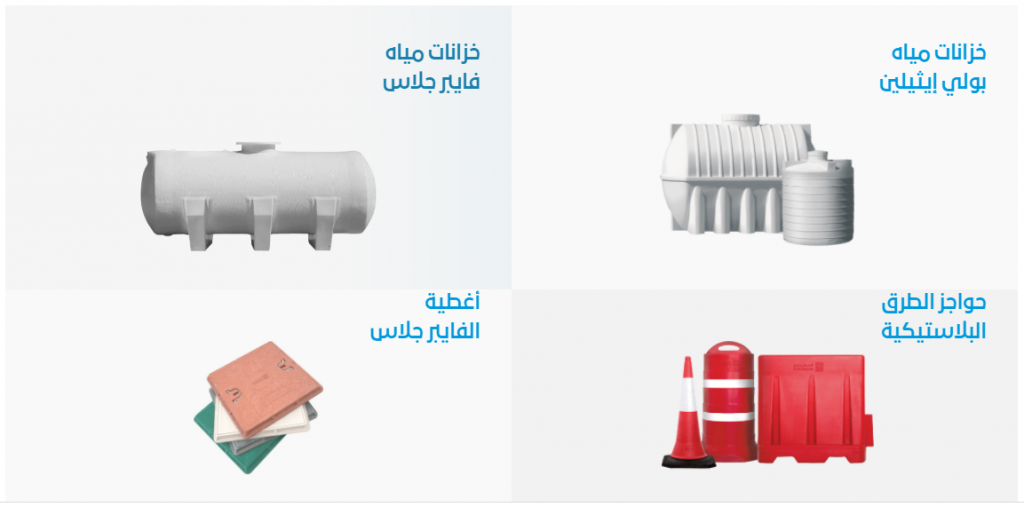 خزانات مياه
بولي إيثيلين
خزانات مياه
فايبر جلاس
حواجز الطرق
البلاستيكية
أغطية
الفايبر جلاس